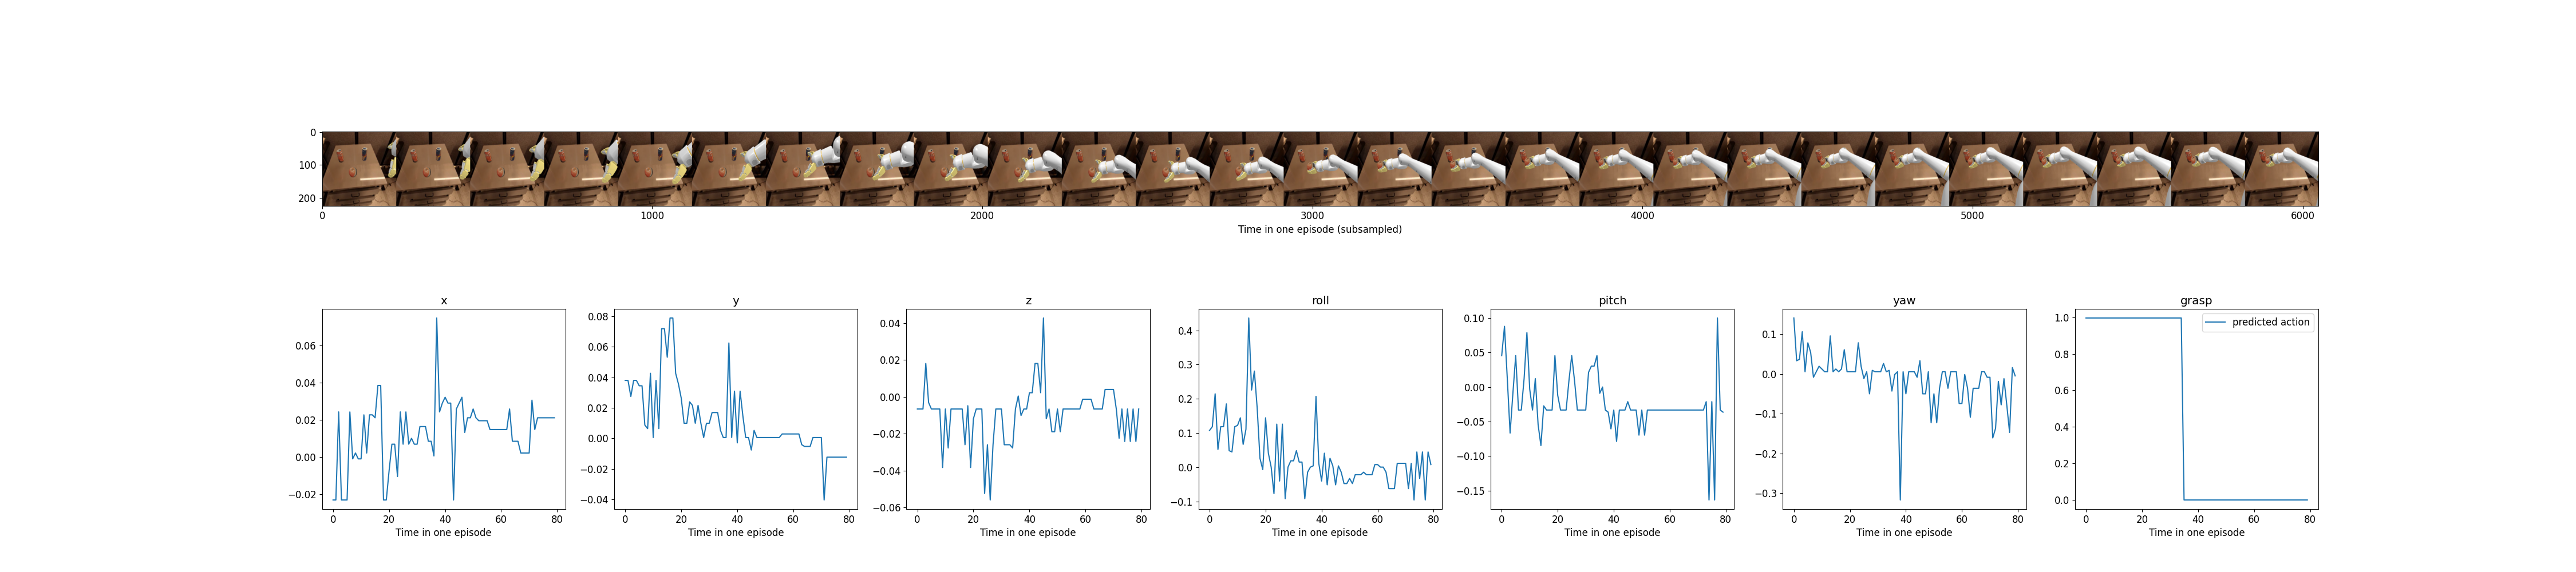 0
100
200
0 1000 2000 3000 4000 5000 6000
Time in one episode (subsampled)
x
0.06
0.04
0.02
0.00
−0.02
0 20 40 60 80
Time in one episode
y
0.08
0.06
0.04
0.02
0.00
−0.02
−0.04
0 20 40 60 80
Time in one episode
z
0.04
0.02
0.00
−0.02
−0.04
−0.06
0 20 40 60 80
Time in one episode
roll
0.4
0.3
0.2
0.1
0.0
−0.1
0 20 40 60 80
Time in one episode
pitch
0.10
0.05
0.00
−0.05
−0.10
−0.15
0 20 40 60 80
Time in one episode
yaw
0.1
0.0
−0.1
−0.2
−0.3
0 20 40 60 80
Time in one episode
grasp
predicted action
1.0
0.8
0.6
0.4
0.2
0.0
0 20 40 60 80
Time in one episode